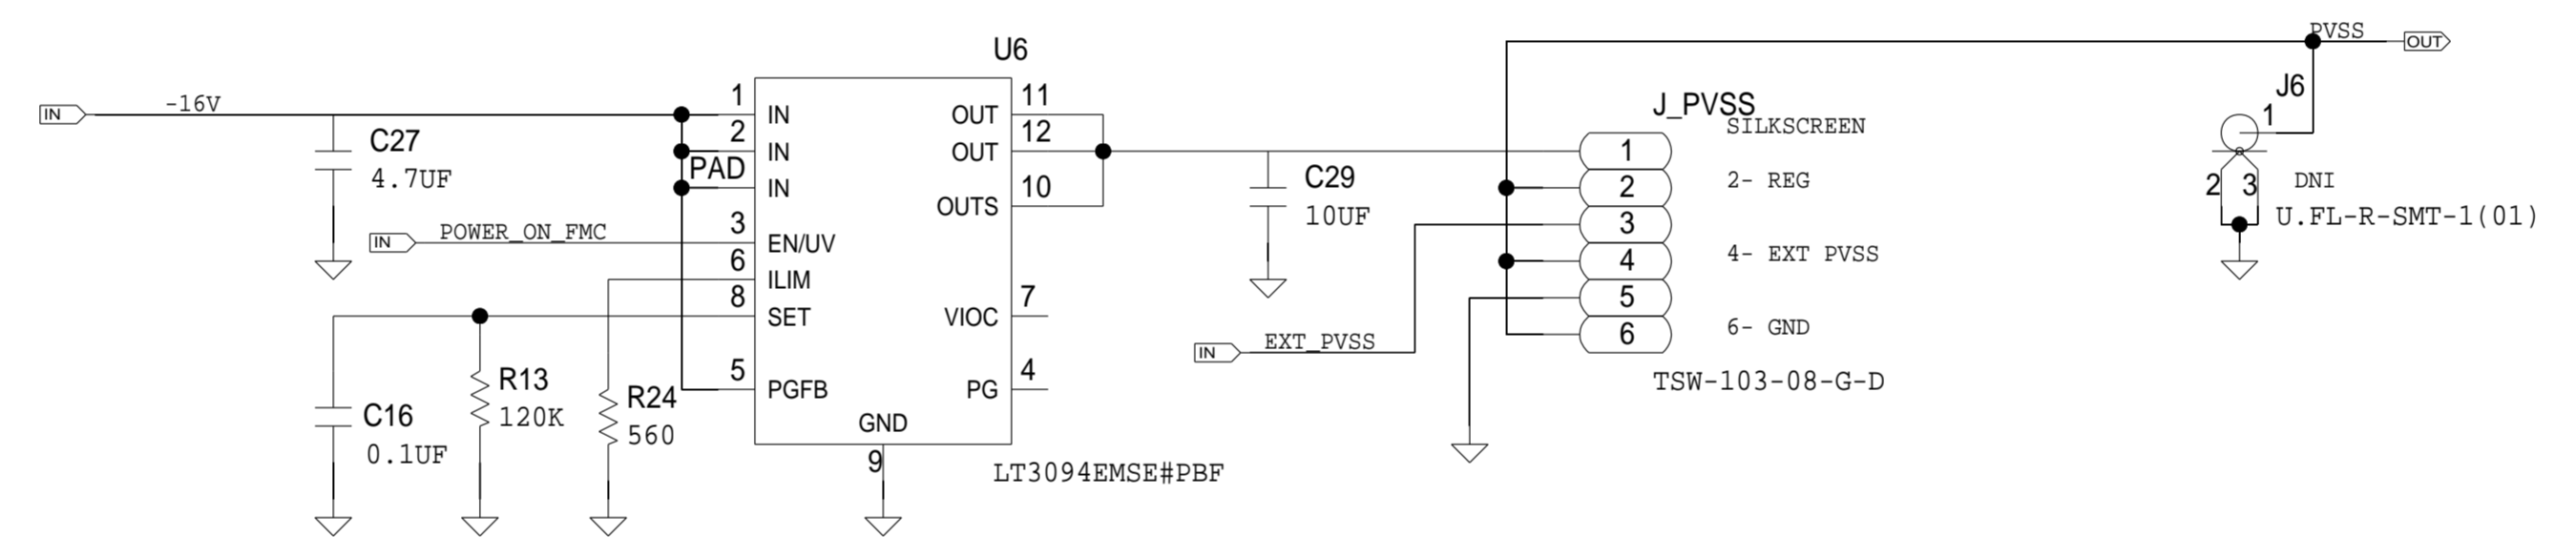 PVSS
OUT
U6
J6
1
2 3
DNI
U.FL-R-SMT-1(01)
IN
-16V
C27
4.7UF
1
2
PAD
3
6
8
5
IN
IN
IN
EN/UV
ILIM
SET
PGFB
GND
9
OUT
OUT
OUTS
VIOC
PG
11
12
10
7
4
LT3094EMSE#PBF
IN
POWER_ON_FMC
C16
0.1UF
R13
120K
R24
560
C29
10UF
IN
EXT_PVSS
J_PVSS
SILKSCREEN
1
2
3
4
5
6
2- REG
4- EXT PVSS
6- GND
TSW-103-08-G-D